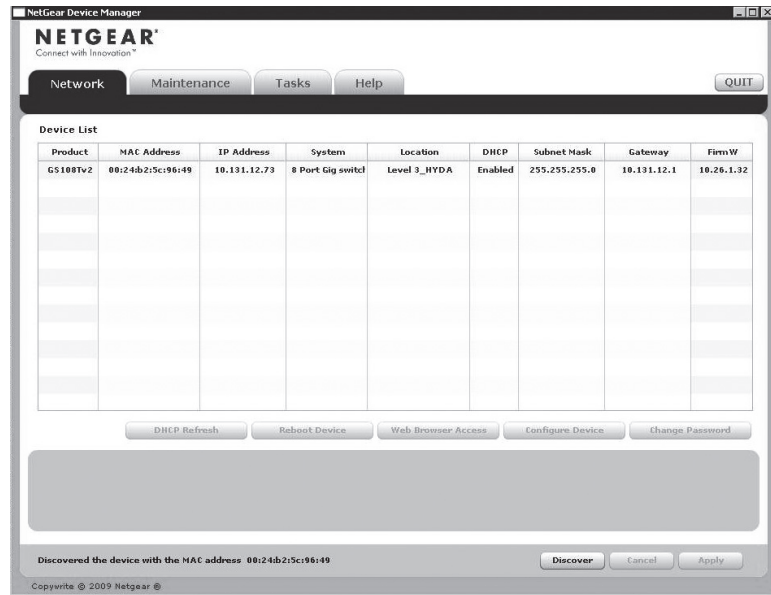 NetGear Device Manager
NETGEAR®
Connect with Innovation™
Network Maintenance Tasks Help QUIT
Device List
Product MAC Address IP Address System Location DHCP Subnet Mask Gateway FirmW
GS108Tv2 00:24:b2:5c:96:49 10.131.12.73 8 Port Gig switcl Level 3_HYDA Enabled 255.255.255.0 10.131.12.1 10.26.1.32
DHCP Refresh Reboot Device Web Browser Access Configure Device Change Password
Discovered the device with the MAC address 00:24:b2:5c:96:49 Discover Cancel Apply
Copywrite © 2009 Netgear ®